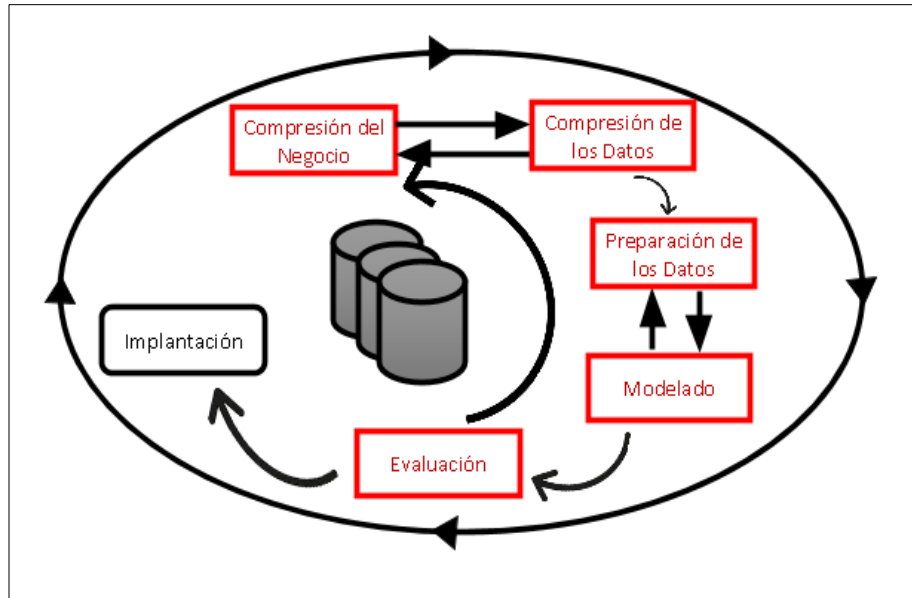 Compresión del
Negocio
Compresión de
los Datos
Preparación de
los Datos
Implantación
Modelado
Evaluación